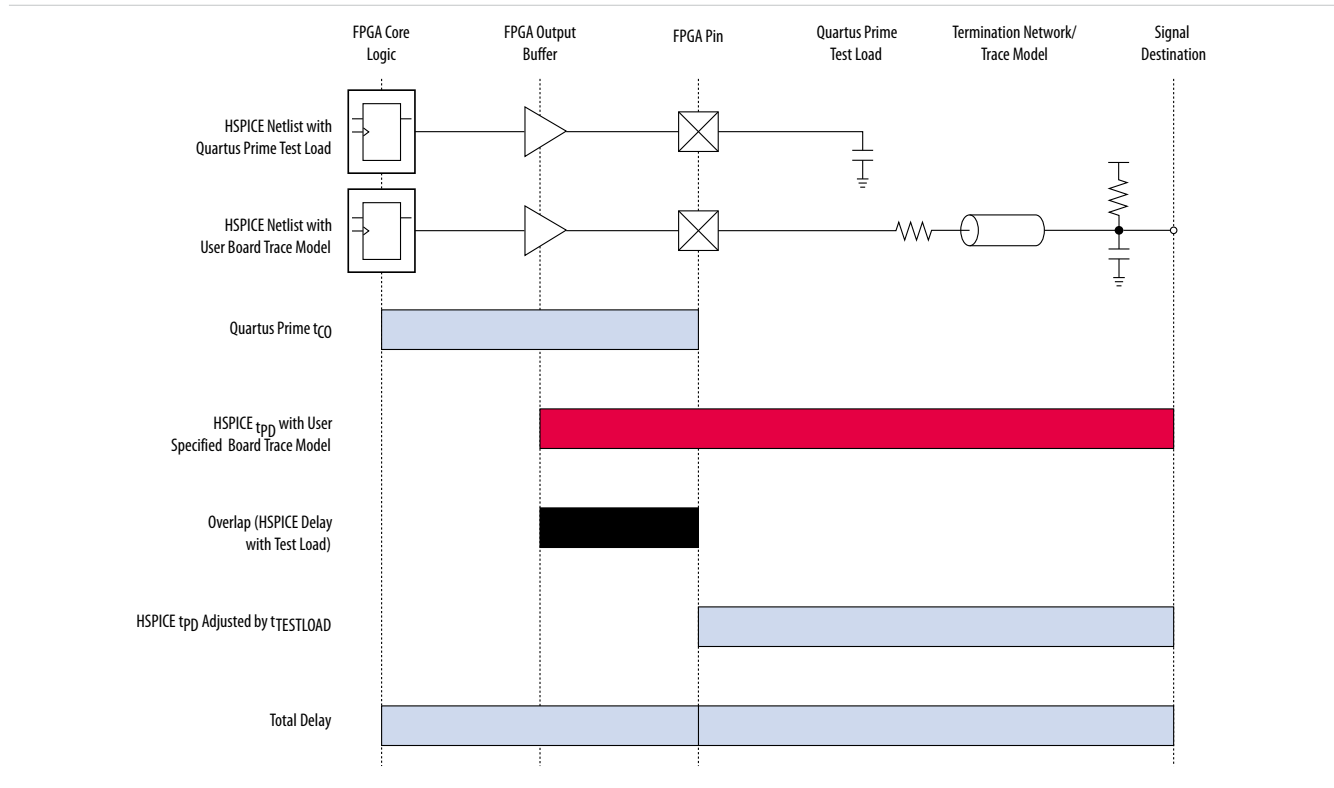 FPGA Core
Logic
FPGA Output
Buffer
FPGA Pin
Quartus Prime
Test Load
Termination Network/
Trace Model
Signal
Destination
HSPICE Netlist with
Quartus Prime Test Load
HSPICE Netlist with
User Board Trace Model
Quartus Prime tCO
HSPICE tPD with User
Specified Board Trace Model
Overlap (HSPICE Delay
with Test Load)
HSPICE tPD Adjusted by tTESTLOAD
Total Delay